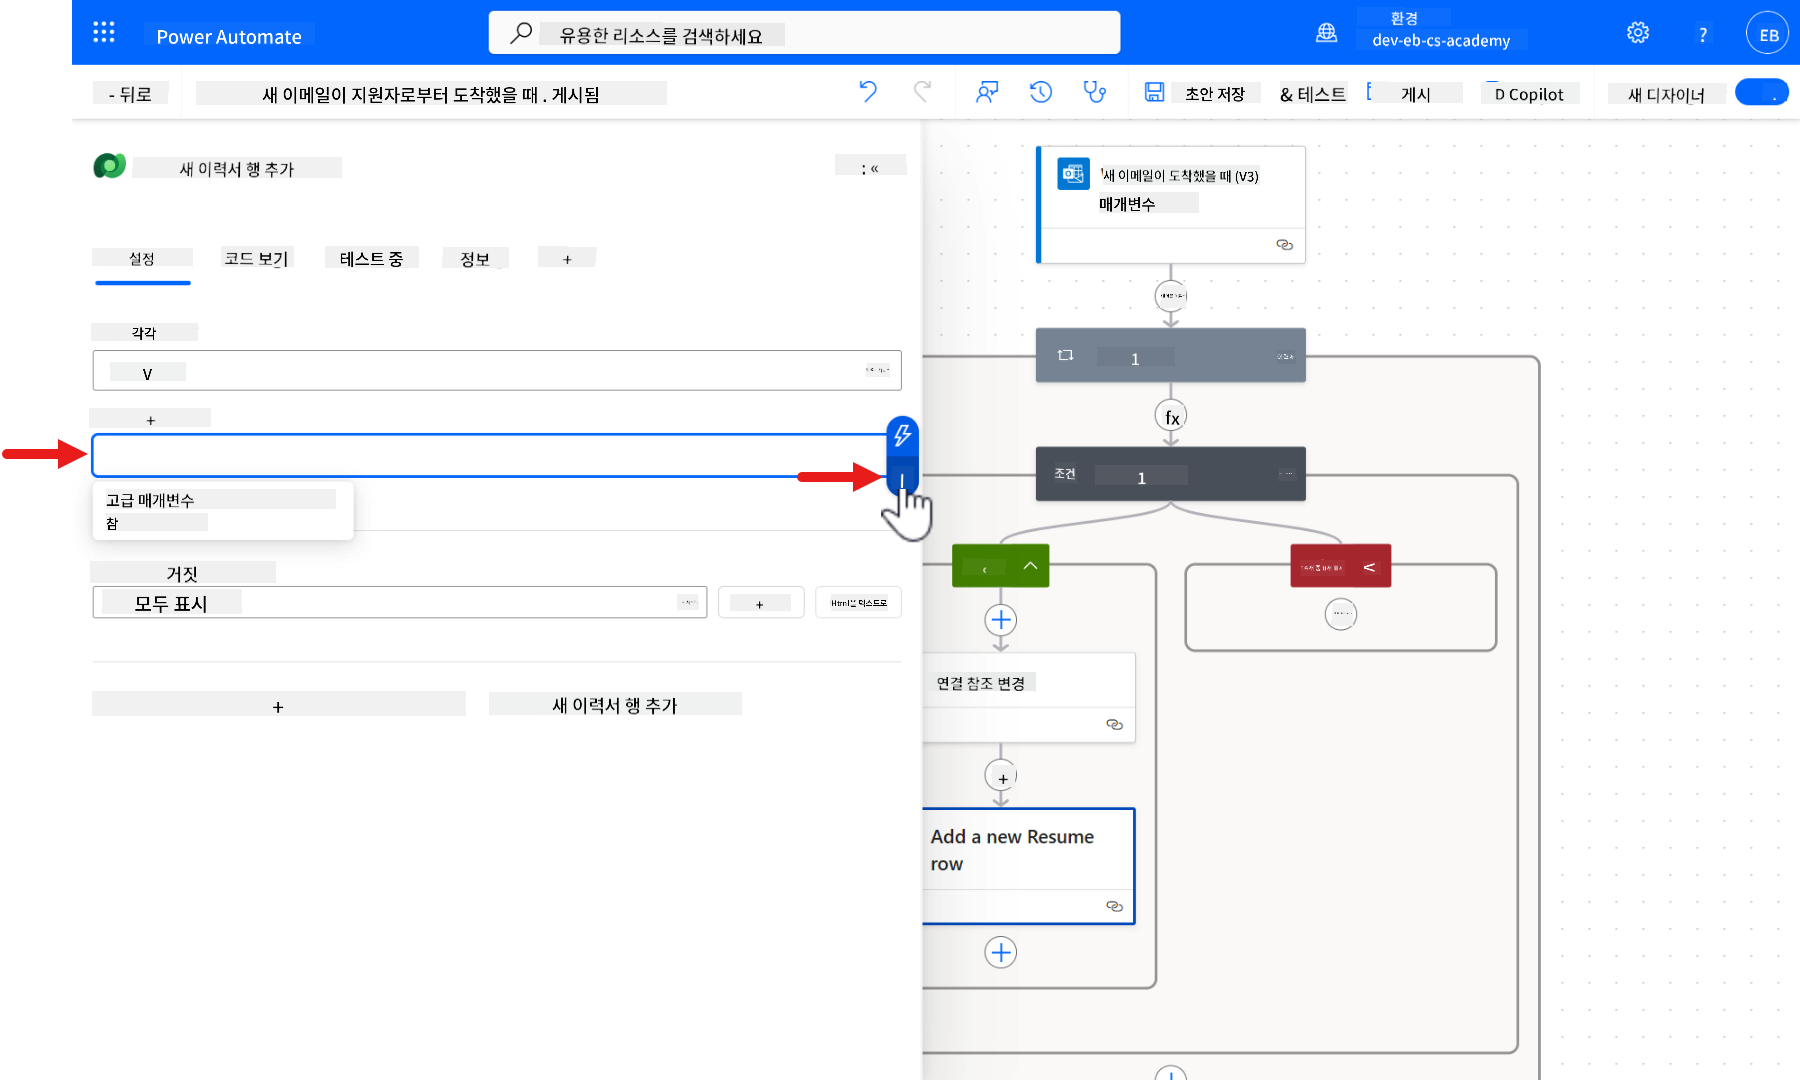 Power Automate
유용한 리소스를 검색하세요
환경
dev-eb-cs-academy
?
EB
- 뒤로
새 이메일이 지원자로부터 도착했을 때 . 게시됨
초안 저장
& 테스트
게시
D Copilot
새 디자이너
새 이력서 행 추가
: «
설정
코드 보기
테스트 중
정보
+
각각
V
+
고급 매개변수
참
거짓
모두 표시
+
Html을 텍스트로
+
새 이력서 행 추가
새 이메일이 도착했을 때 (V3)
매개변수
1
fx
조건
1
연결 참조 변경
+
Add a new Resume
row